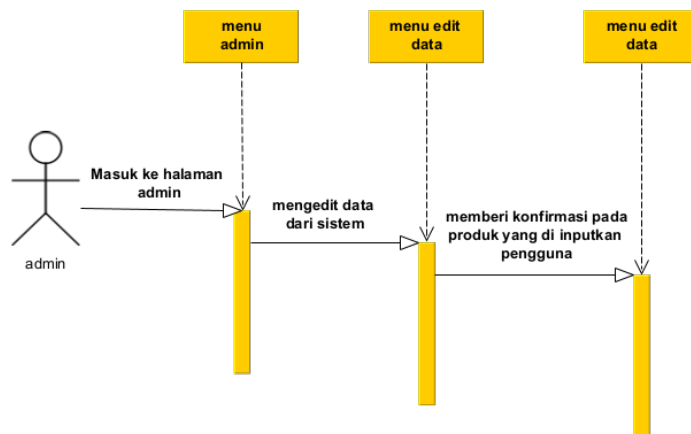 menu
admin
menu edit
data
menu edit
data
Masuk ke halaman
admin
mengedit data
dari sistem
memberi konfirmasi pada
produk yang di inputkan
pengguna
admin